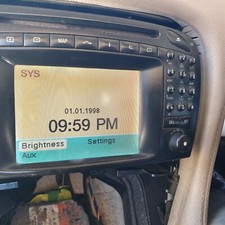 SYS
MAP
01.01.1998
09:59 PM
Brightness Settings
Aux